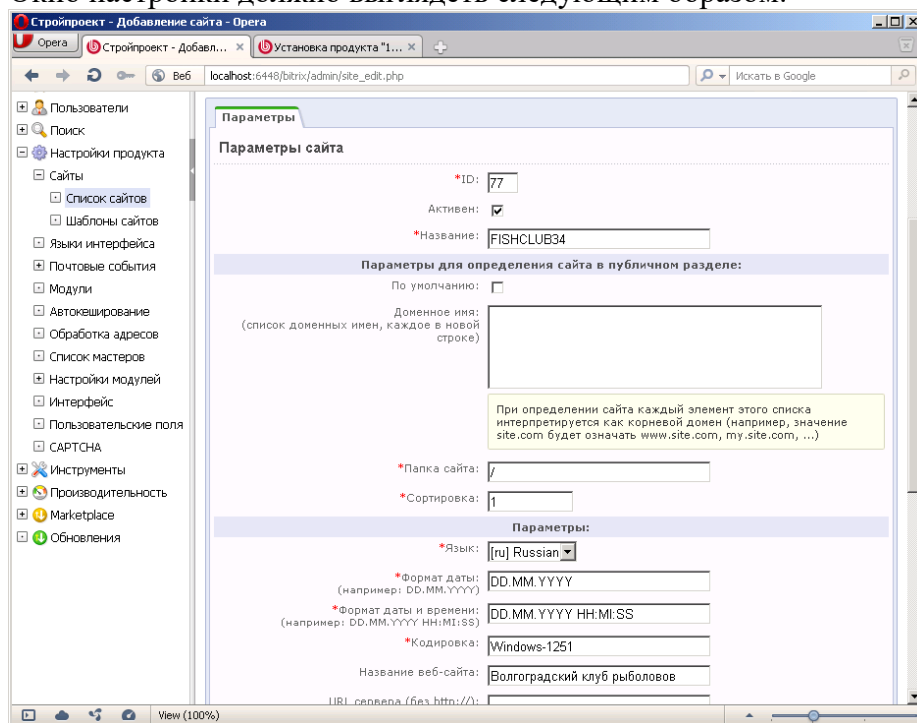 Окно настройки должно выглядеть следующим образом:
Стройпроект - Добавление сайта - Opera
Opera
Стройпроект - Добавл...
Установка продукта "1...
Веб
localhost:6448/bitrix/admin/site_edit.php
Искать в Google
Пользователи
Поиск
Настройки продукта
Сайты
Список сайтов
Шаблоны сайтов
Языки интерфейса
Почтовые события
Модули
Автокеширование
Обработка адресов
Список мастеров
Настройки модулей
Интерфейс
Пользовательские поля
CAPTCHA
Инструменты
Производительность
Marketplace
Обновления
Параметры
Параметры сайта
*ID: 77
Активен:
*Название: FISHCLUB34
Параметры для определения сайта в публичном разделе:
По умолчанию:
Доменное имя:
(список доменных имен, каждое в новой
строке)
При определении сайта каждый элемент этого списка
интерпретируется как корневой домен (например, значение
site.com будет означать www.site.com, my.site.com, ...)
*Папка сайта: /
*Сортировка: 1
Параметры:
*Язык: [ru] Russian
*Формат даты: DD.MM.YYYY
(например: DD.MM.YYYY)
*Формат даты и времени: DD.MM.YYYY HH:MI:SS
(например: DD.MM.YYYY HH:MI:SS)
*Кодировка: Windows-1251
Название веб-сайта: Волгоградский клуб рыболовов
URL сервера (без http://):
View (100%)